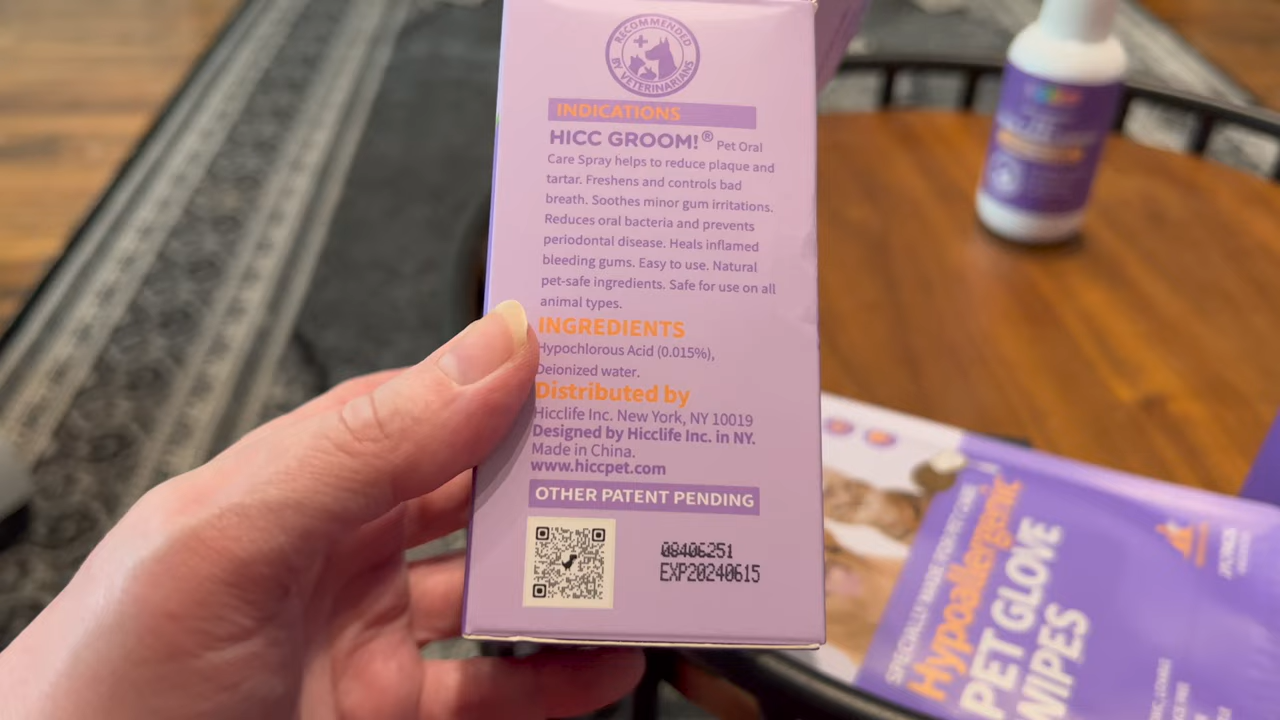 RECOMMENDED
BY VETERINARIANS
INDICATIONS
HICC GROOM!® Pet Oral
Care Spray helps to reduce plaque and
tartar. Freshens and controls bad
breath. Soothes minor gum irritations.
Reduces oral bacteria and prevents
periodontal disease. Heals inflamed
bleeding gums. Easy to use. Natural
pet-safe ingredients. Safe for use on all
animal types.
INGREDIENTS
Hypochlorous Acid (0.015%),
Deionized water.
Distributed by
Hicclife Inc. New York, NY 10019
Designed by Hicclife Inc. in NY.
Made in China.
www.hiccpet.com
OTHER PATENT PENDING
08406251
EXP20240615
SPECIALLY MADE FOR PET CARE
Hypoallergenic
PET GLOVE
WIPES